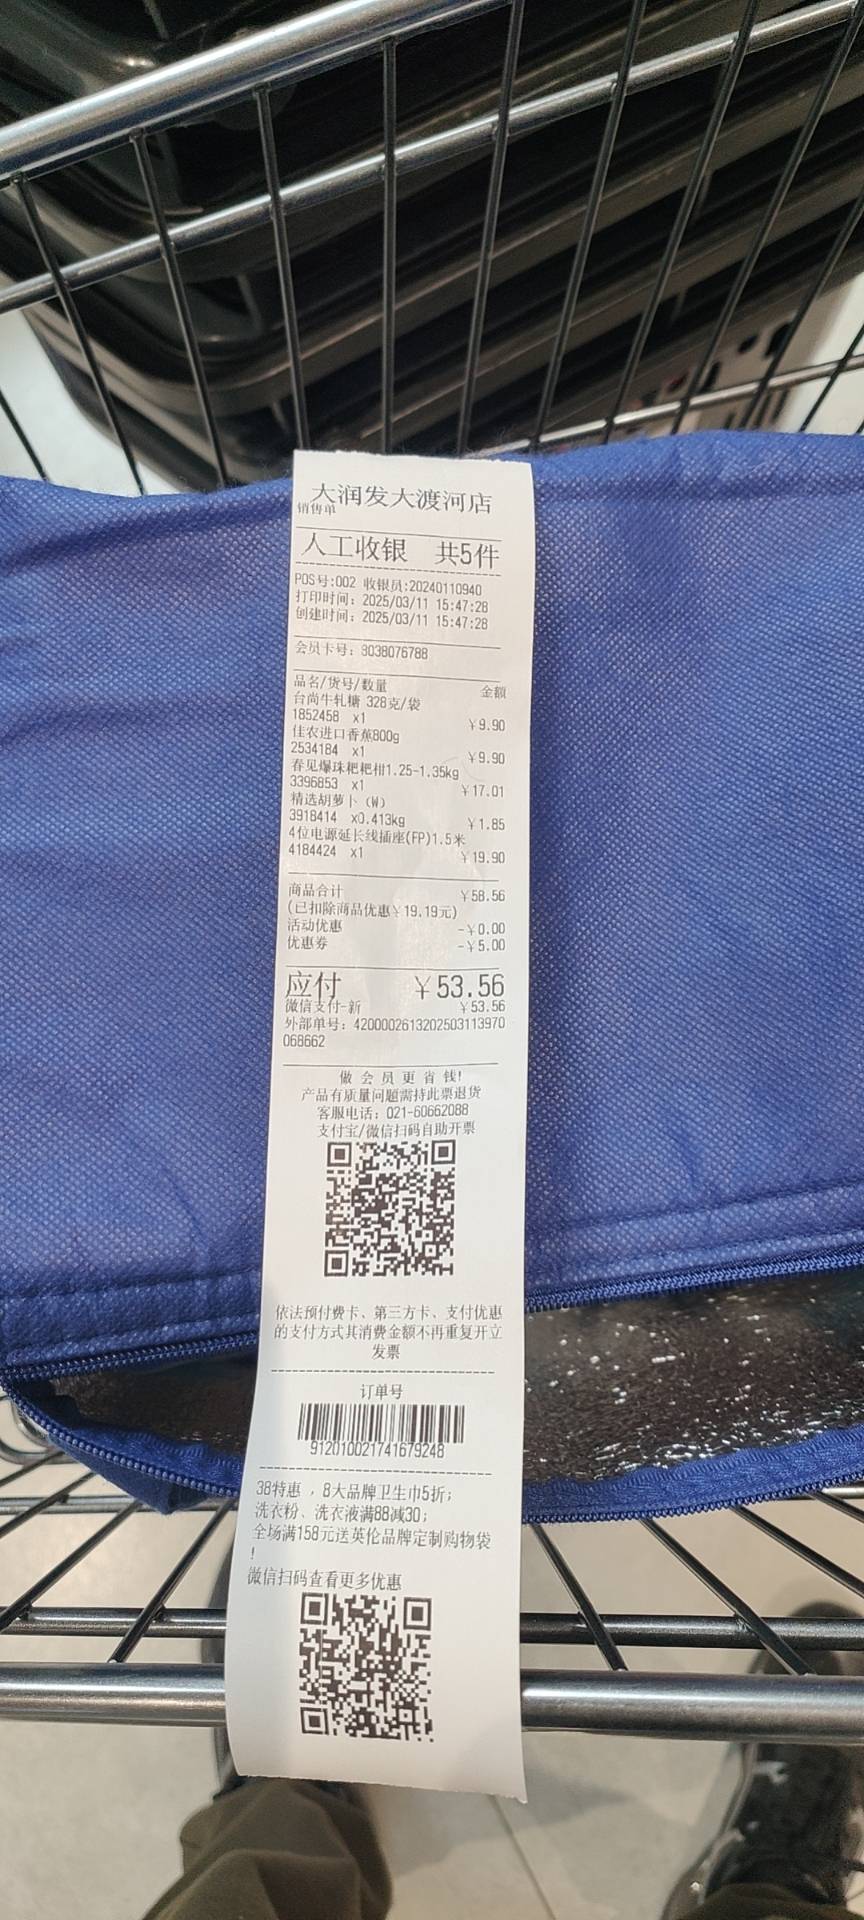 大润发大渡河店
销售单
人工收银 共5件
POS号:002 收银员:20240110940
打印时间: 2025/03/11 15:47:28
创建时间: 2025/03/11 15:47:28
会员卡号: 8038076788
品名/货号/数量 金额
台尚牛轧糖 328克/袋
1852458 x1 ￥9.90
佳农进口香蕉800g
2534184 x1 ￥9.90
春见爆珠耙耙柑1.25-1.35kg
3396853 x1 ￥17.01
精选胡萝卜（W）
3918414 x0.413kg ￥1.85
4位电源延长线插座(FP)1.5米
4184424 x1 ￥19.90
商品合计 ￥58.56
(已扣除商品优惠￥19.19元)
活动优惠 -￥0.00
优惠券 -￥5.00
应付 ￥53.56
微信支付-新 ￥53.56
外部单号: 4200002613202503113970
068662
做 会 员 更 省 钱!
产品有质量问题需持此票退货
客服电话: 021-60662088
支付宝/微信扫码自助开票
依法预付费卡、第三方卡、支付优惠
的支付方式其消费金额不再重复开立
发票
订单号
912010021741679248
38特惠 ，8大品牌卫生巾5折；
洗衣粉、洗衣液满88减30；
全场满158元送英伦品牌定制购物袋
！
微信扫码查看更多优惠